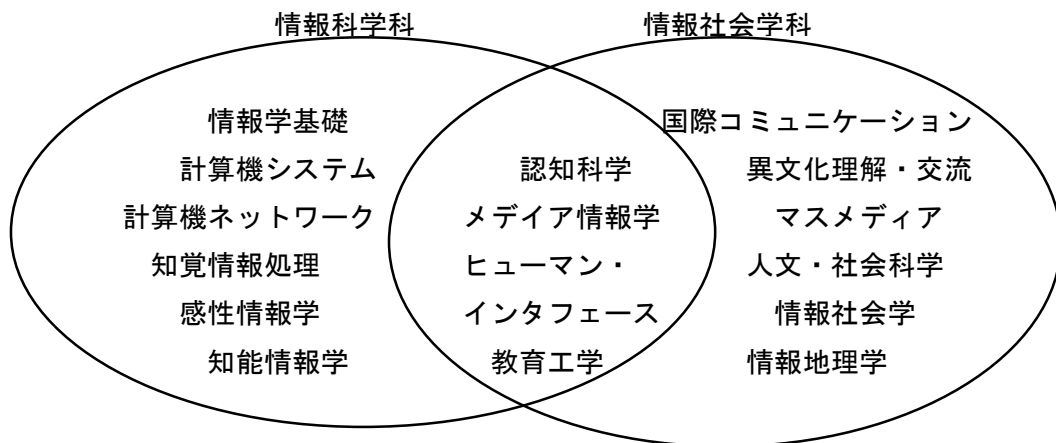 情報科学科 情報社会学科
情報学基礎 国際コミュニケーション
計算機システム 認知科学 異文化理解・交流
計算機ネットワーク メデイア情報学 マスメディア
知覚情報処理 ヒューマン・ 人文・社会科学
感性情報学 インタフェース 情報社会学
知能情報学 教育工学 情報地理学